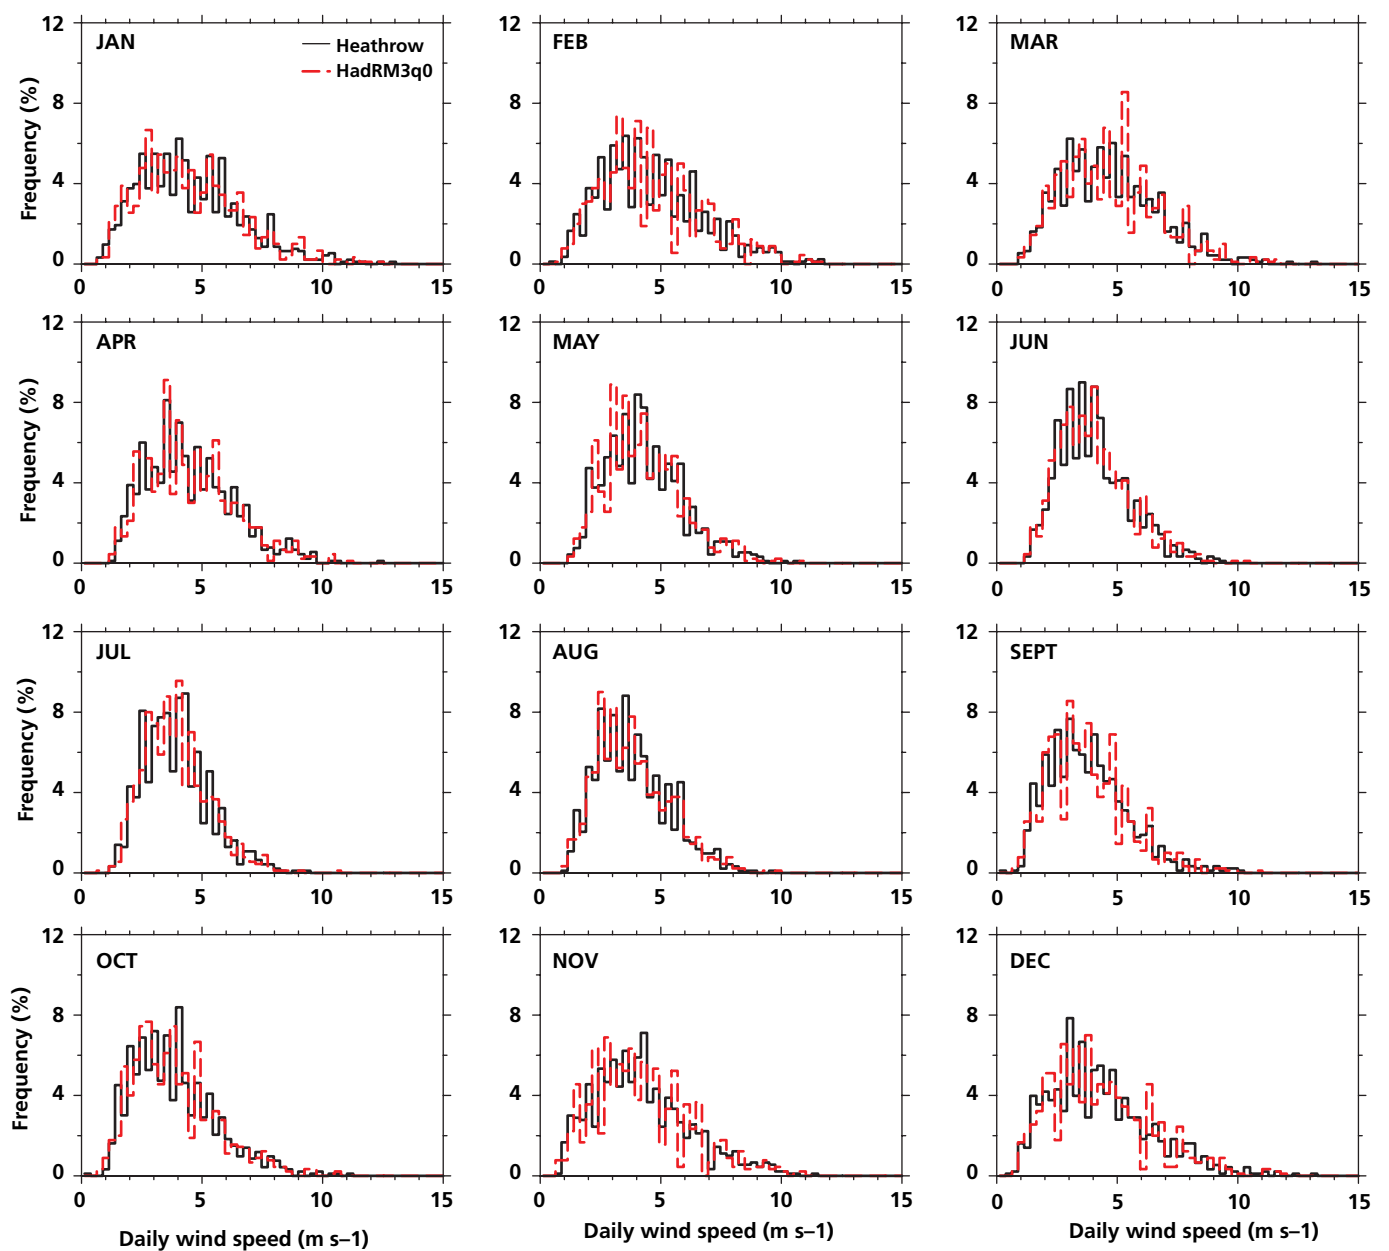 12 12 12
JAN Heathrow FEB MAR
HadRM3q0
Frequency (%)
8 8 8
4 4 4
0 0 0
0 5 10 15 0 5 10 15 0 5 10 15
12 12 12
APR MAY JUN
Frequency (%)
8 8 8
4 4 4
0 0 0
0 5 10 15 0 5 10 15 0 5 10 15
12 12 12
JUL AUG SEPT
Frequency (%)
8 8 8
4 4 4
0 0 0
0 5 10 15 0 5 10 15 0 5 10 15
12 12 12
OCT NOV DEC
Frequency (%)
8 8 8
4 4 4
0 0 0
0 5 10 15 0 5 10 15 0 5 10 15
Daily wind speed (m s–1) Daily wind speed (m s–1) Daily wind speed (m s–1)